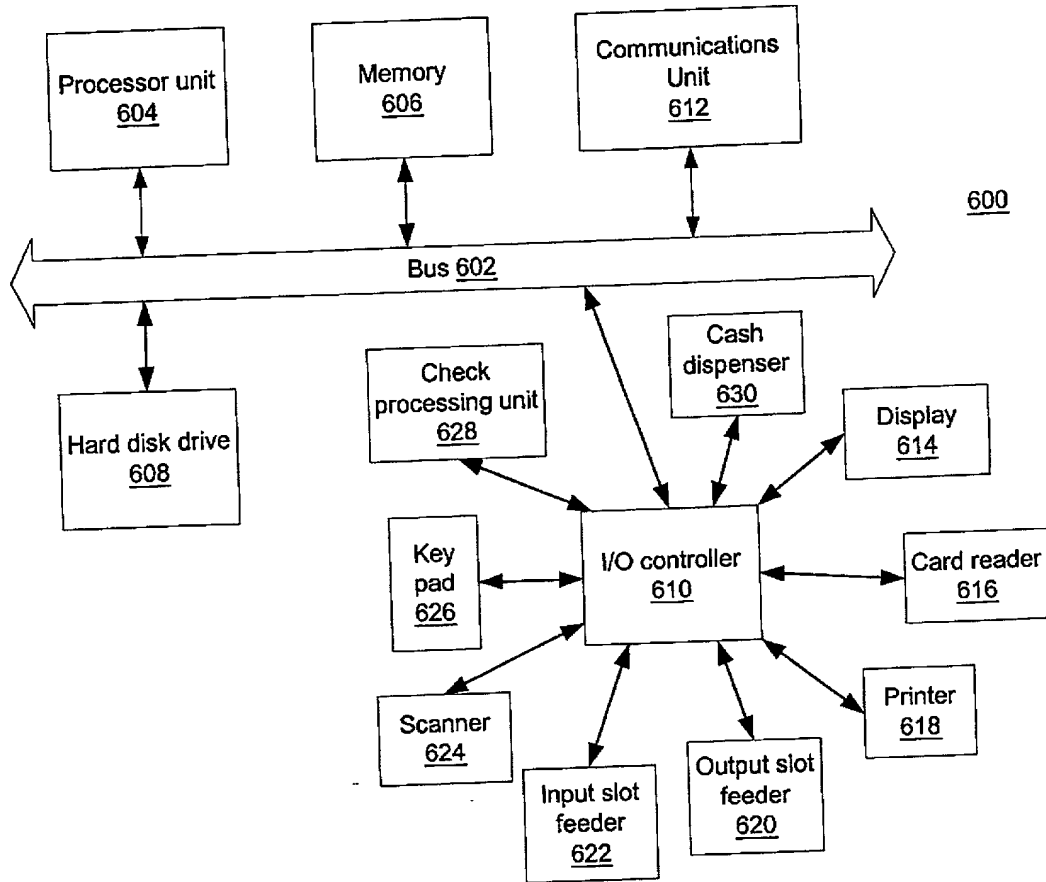 Processor unit
604
Memory
606
Communications
Unit
612
600
Bus 602
Hard disk drive
608
Check
processing unit
628
Cash
dispenser
630
Display
614
Key
pad
626
I/O controller
610
Card reader
616
Scanner
624
Input slot
feeder
622
Output slot
feeder
620
Printer
618